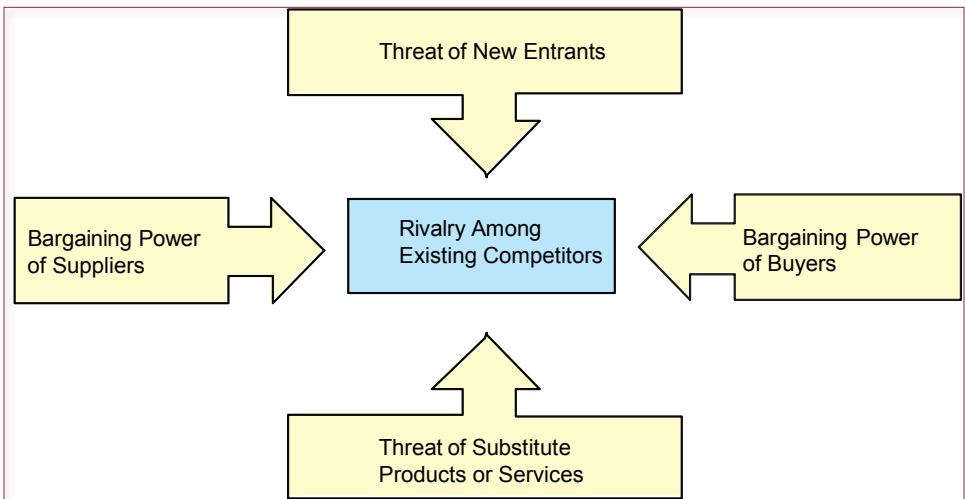 Threat of New Entrants
Bargaining Power
of Suppliers
Rivalry Among
Existing Competitors
Bargaining Power
of Buyers
Threat of Substitute
Products or Services